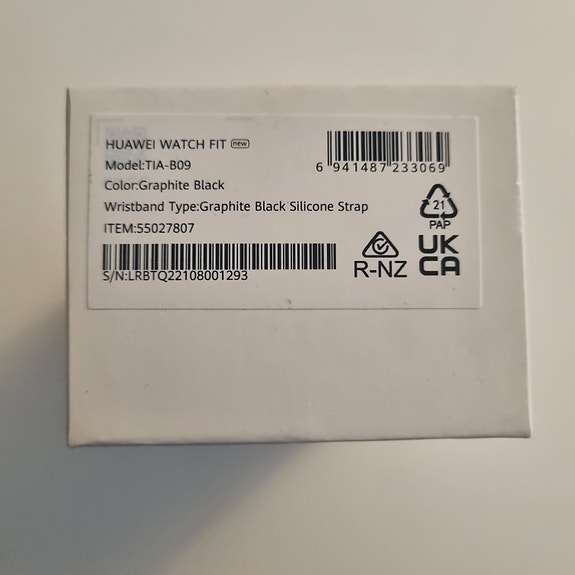 HUAWEI WATCH FIT new
Model:TIA-B09
Color:Graphite Black
Wristband Type:Graphite Black Silicone Strap
ITEM:55027807
S/N:LRBTQ22108001293
6 941487 233069
21
PAP
R-NZ
UK
CA